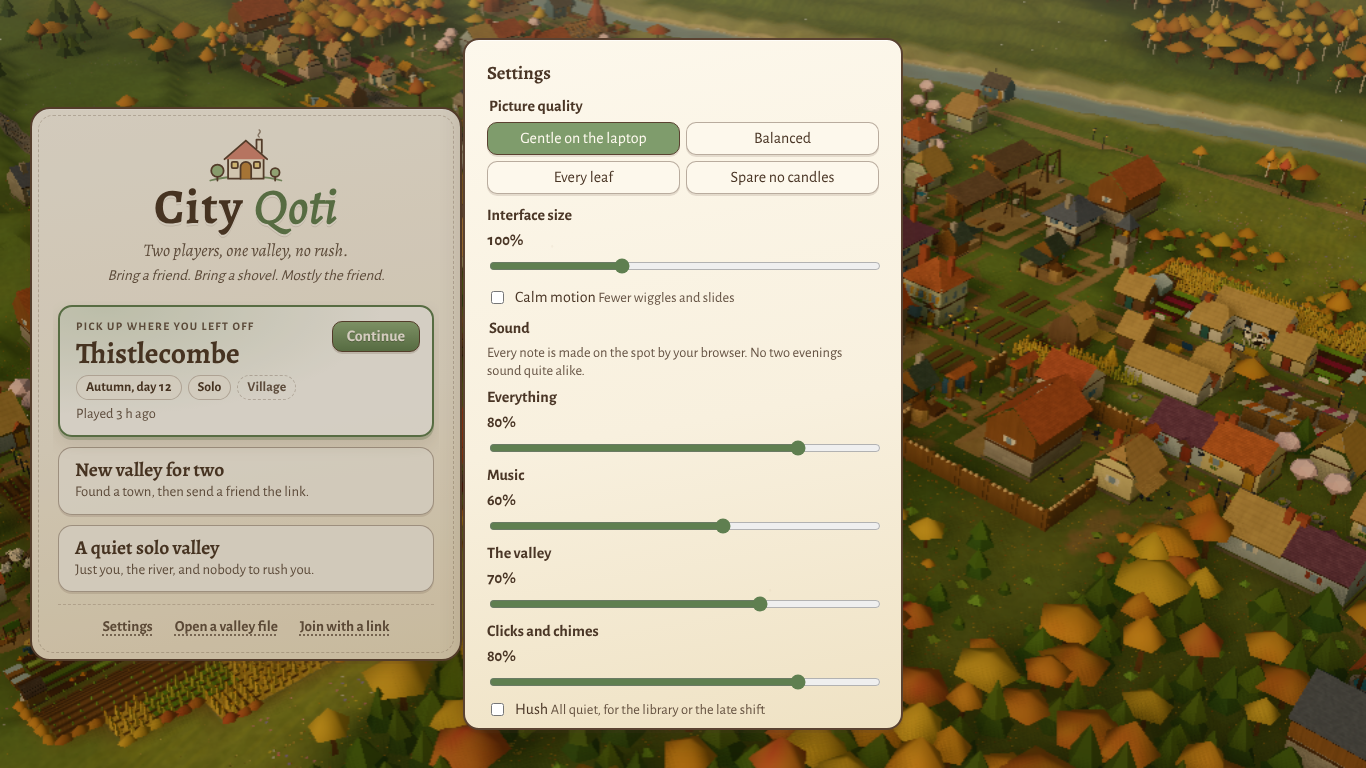 City Qoti
Two players, one valley, no rush.
Bring a friend. Bring a shovel. Mostly the friend.
PICK UP WHERE YOU LEFT OFF
Continue
Thistlecombe
Autumn, day 12
Solo
Village
Played 3 h ago
New valley for two
Found a town, then send a friend the link.
A quiet solo valley
Just you, the river, and nobody to rush you.
Settings
Open a valley file
Join with a link
Settings
Picture quality
Gentle on the laptop
Balanced
Every leaf
Spare no candles
Interface size
100%
Calm motion Fewer wiggles and slides
Sound
Every note is made on the spot by your browser. No two evenings
sound quite alike.
Everything
80%
Music
60%
The valley
70%
Clicks and chimes
80%
Hush All quiet, for the library or the late shift